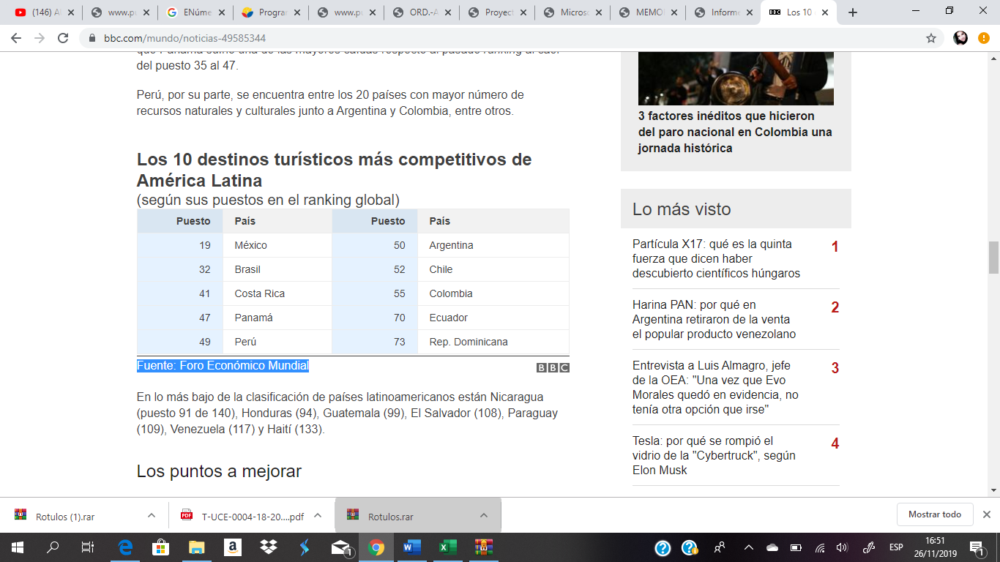 (146) A
www.pu
ENúme
Progra
www.pu
ORD.-A
Proyect
Micros
MEMO
Inform
BBC Los 10
bbc.com/mundo/noticias-49585344
del puesto 35 al 47.
Perú, por su parte, se encuentra entre los 20 países con mayor número de
recursos naturales y culturales junto a Argentina y Colombia, entre otros.
Los 10 destinos turísticos más competitivos de
América Latina
(según sus puestos en el ranking global)
Puesto País Puesto País
19 México 50 Argentina
32 Brasil 52 Chile
41 Costa Rica 55 Colombia
47 Panamá 70 Ecuador
49 Perú 73 Rep. Dominicana
Fuente: Foro Económico Mundial BBC
En lo más bajo de la clasificación de países latinoamericanos están Nicaragua
(puesto 91 de 140), Honduras (94), Guatemala (99), El Salvador (108), Paraguay
(109), Venezuela (117) y Haití (133).
Los puntos a mejorar
3 factores inéditos que hicieron
del paro nacional en Colombia una
jornada histórica
Lo más visto
Partícula X17: qué es la quinta 1
fuerza que dicen haber
descubierto científicos húngaros
Harina PAN: por qué en 2
Argentina retiraron de la venta
el popular producto venezolano
Entrevista a Luis Almagro, jefe 3
de la OEA: "Una vez que Evo
Morales quedó en evidencia, no
tenía otra opción que irse"
Tesla: por qué se rompió el 4
vidrio de la "Cybertruck", según
Elon Musk
Rotulos (1).rar
PDF T-UCE-0004-18-20....pdf
Rotulos.rar
Mostrar todo
ESP
16:51
26/11/2019